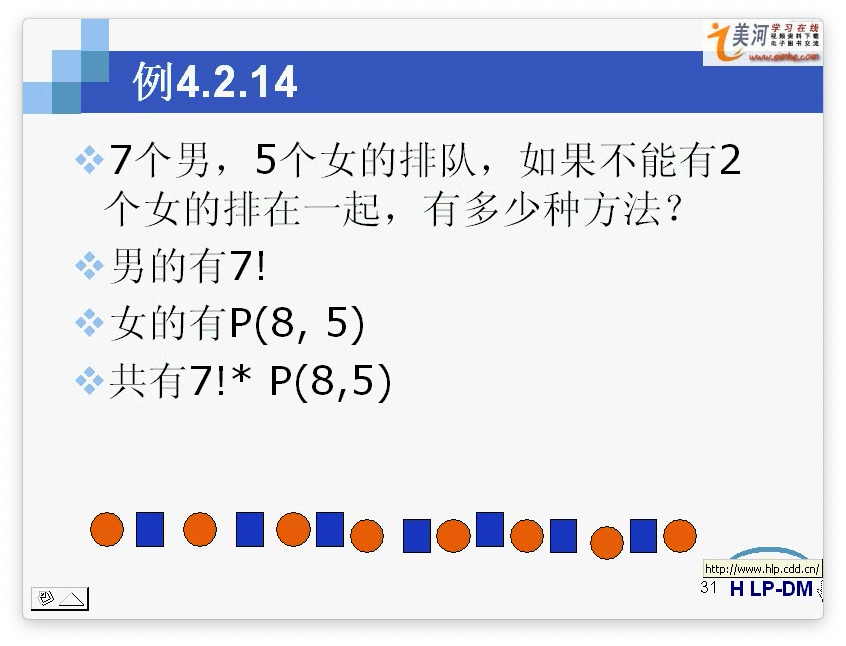 美河 学习在线
视频资料下载
电子图书交流
www.eimhe.com
例4.2.14
7个男，5个女的排队，如果不能有2
个女的排在一起，有多少种方法？
男的有7!
女的有P(8, 5)
共有7!* P(8,5)
http://www.hlp.cdd.cn/
31 HLP-DM